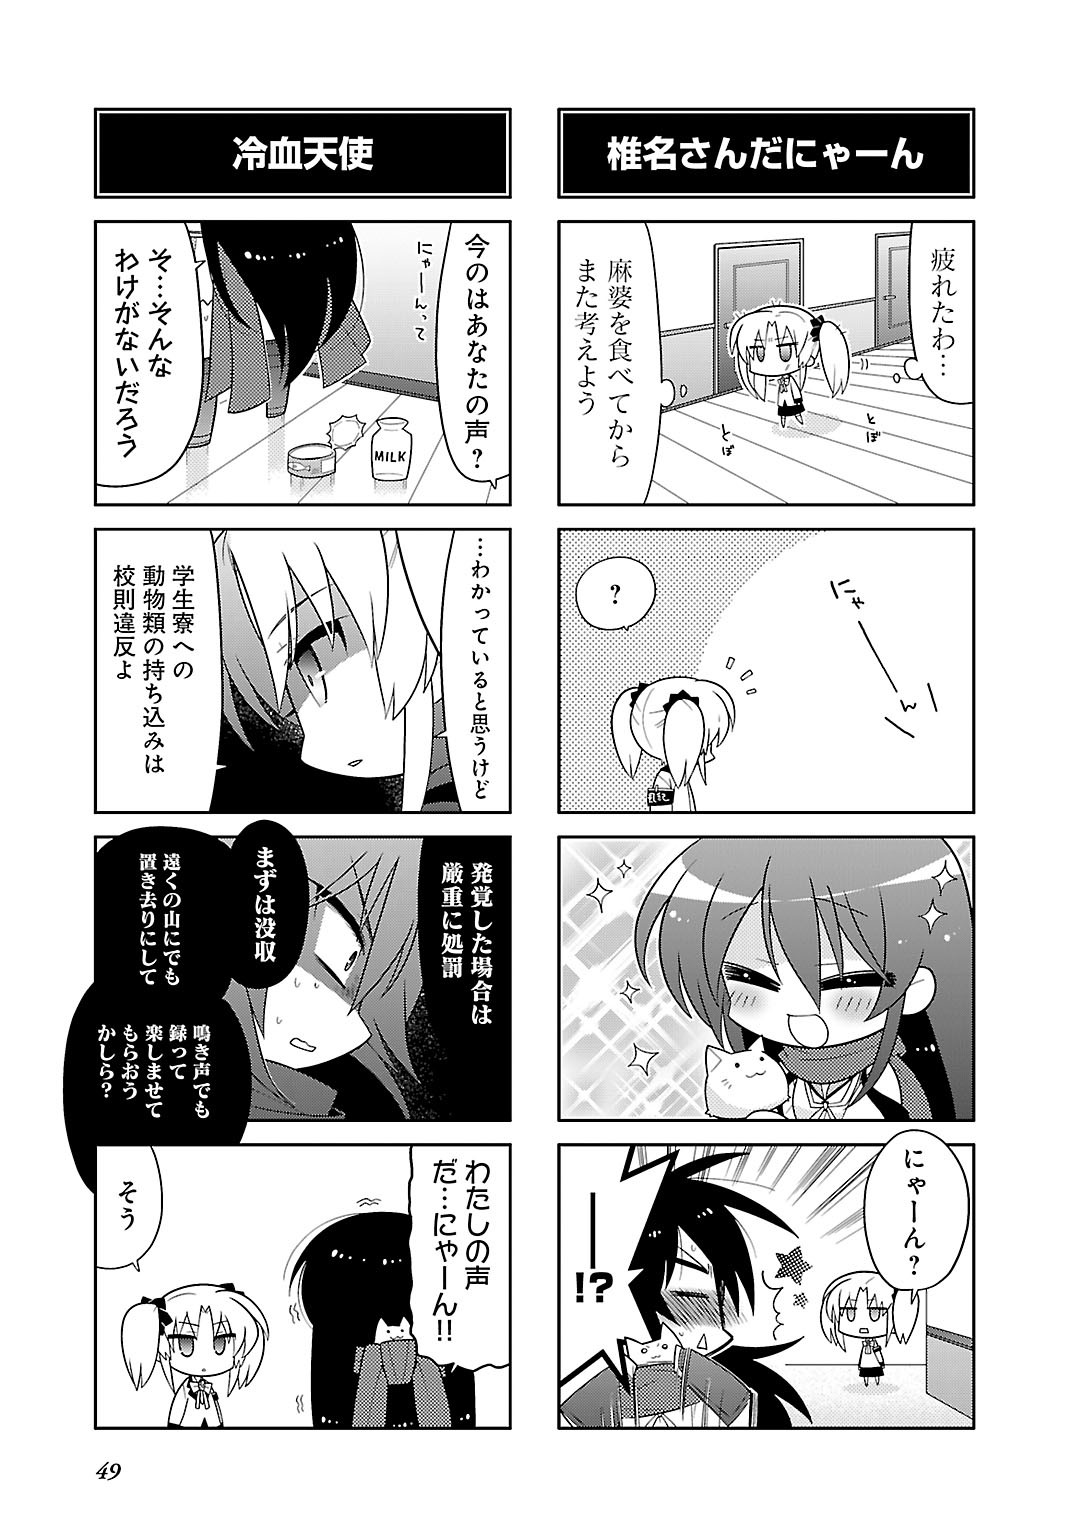 椎名さんだにゃーん
疲れたわ…
麻婆を食べてから
また考えよう
とぼ
とぼ
にゃーん
?
乱紀
にゃーん?
――!?
冷血天使
今のはあなたの声?
にゃーんって
そ…そんな
わけがないだろう
MILK
…わかっていると思うけど
学生寮への
動物類の持ち込みは
校則違反よ
発覚した場合は
厳重に処罰
まずは没収
遠くの山にでも
置き去りにして
鳴き声でも
録って
楽しませて
もらおう
かしら?
わたしの声
だ…にゃーん!!
そう
49